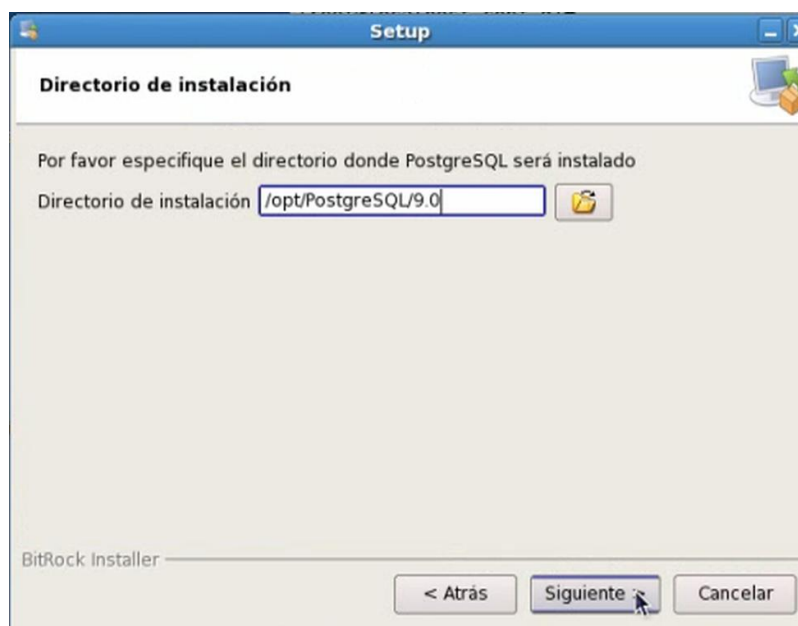 Setup
Directorio de instalación
Por favor especifique el directorio donde PostgreSQL será instalado
Directorio de instalación /opt/PostgreSQL/9.0
BitRock Installer
< Atrás Siguiente > Cancelar